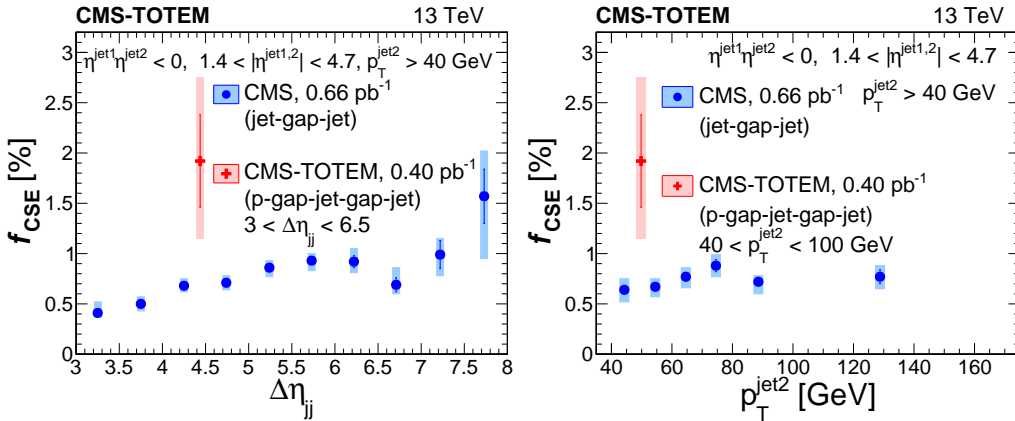 CMS-TOTEM 13 TeV
η^jet1 η^jet2 < 0, 1.4 < |η^jet1,2| < 4.7, p_T^jet2 > 40 GeV
CMS, 0.66 pb⁻¹
(jet-gap-jet)
CMS-TOTEM, 0.40 pb⁻¹
(p-gap-jet-gap-jet)
3 < Δη_jj < 6.5
f_CSE [%]
3
2.5
2
1.5
1
0.5
0
3 3.5 4 4.5 5 5.5 6 6.5 7 7.5 8
Δη_jj
CMS-TOTEM 13 TeV
η^jet1 η^jet2 < 0, 1.4 < |η^jet1,2| < 4.7
p_T^jet2 > 40 GeV
CMS, 0.66 pb⁻¹
(jet-gap-jet)
CMS-TOTEM, 0.40 pb⁻¹
(p-gap-jet-gap-jet)
40 < p_T^jet2 < 100 GeV
f_CSE [%]
3
2.5
2
1.5
1
0.5
0
40 60 80 100 120 140 160
p_T^jet2 [GeV]